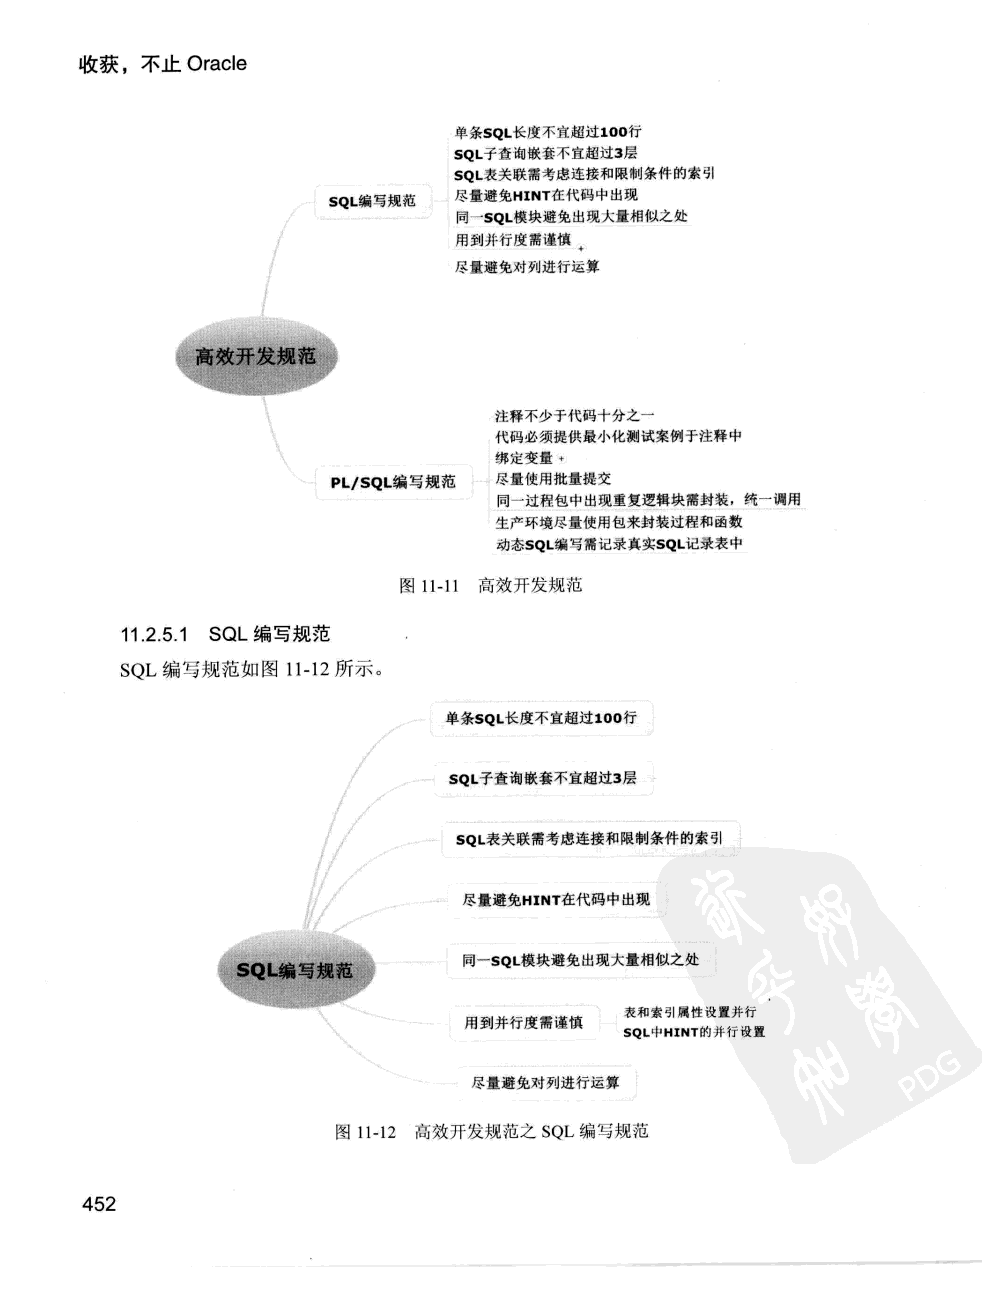 收获，不止 Oracle
单条SQL长度不宜超过100行
SQL子查询嵌套不宜超过3层
SQL表关联需考虑连接和限制条件的索引
SQL编写规范
尽量避免HINT在代码中出现
同一SQL模块避免出现大量相似之处
用到并行度需谨慎
尽量避免对列进行运算
高效开发规范
注释不少于代码十分之一
代码必须提供最小化测试案例于注释中
绑定变量
PL/SQL编写规范
尽量使用批量提交
同一过程包中出现重复逻辑块需封装，统一调用
生产环境尽量使用包来封装过程和函数
动态SQL编写需记录真实SQL记录表中
图 11-11 高效开发规范
11.2.5.1 SQL 编写规范
SQL 编写规范如图 11-12 所示。
单条SQL长度不宜超过100行
SQL子查询嵌套不宜超过3层
SQL表关联需考虑连接和限制条件的索引
尽量避免HINT在代码中出现
SQL编写规范
同一SQL模块避免出现大量相似之处
用到并行度需谨慎
表和索引属性设置并行
SQL中HINT的并行设置
尽量避免对列进行运算
PDG
图 11-12 高效开发规范之 SQL 编写规范
452